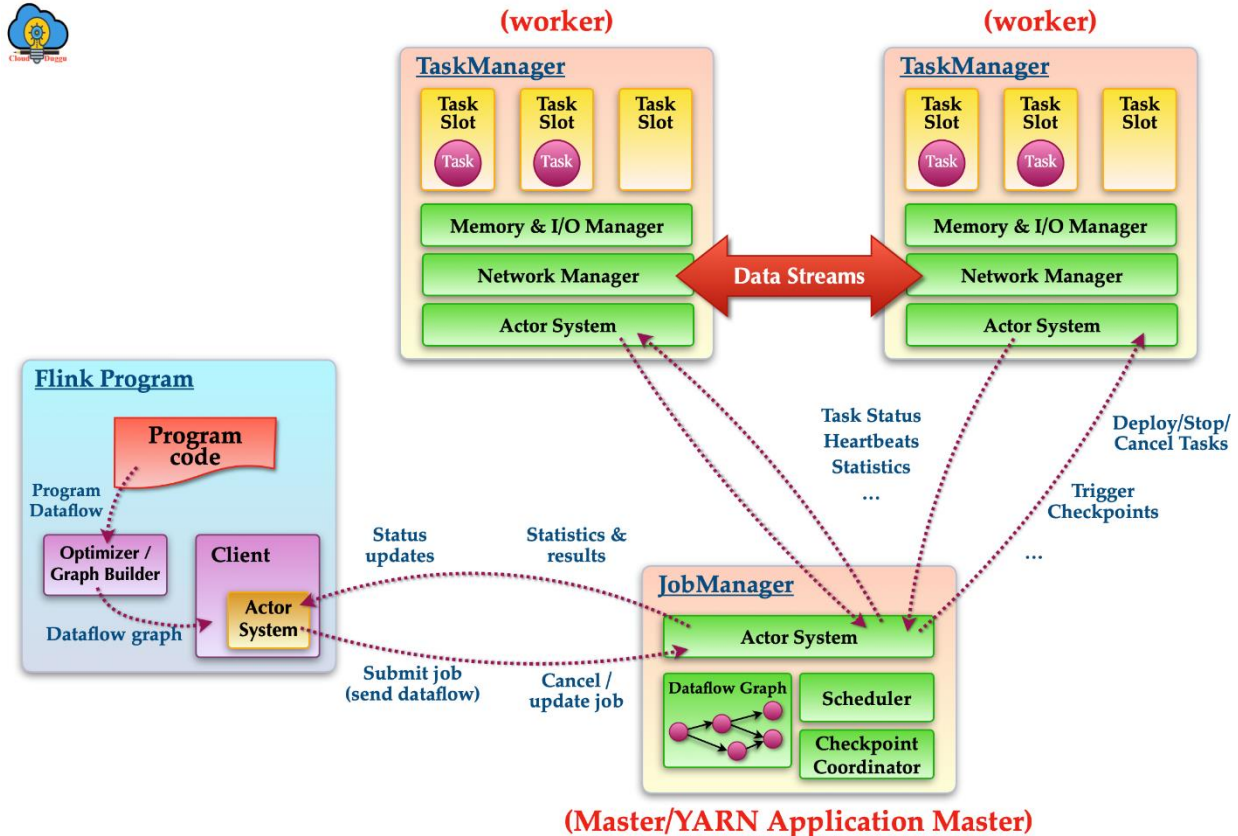 Cloud Duggu
(worker)
(worker)
TaskManager
Task
Slot
Task
Task
Slot
Task
Task
Slot
Memory & I/O Manager
Network Manager
Actor System
Data Streams
TaskManager
Task
Slot
Task
Task
Slot
Task
Task
Slot
Memory & I/O Manager
Network Manager
Actor System
Flink Program
Program
code
Program
Dataflow
Optimizer /
Graph Builder
Client
Actor
System
Dataflow graph
Status
updates
Statistics &
results
Submit job
(send dataflow)
Cancel /
update job
Task Status
Heartbeats
Statistics
...
Deploy/Stop/
Cancel Tasks
Trigger
Checkpoints
...
JobManager
Actor System
Dataflow Graph
Scheduler
Checkpoint
Coordinator
(Master/YARN Application Master)